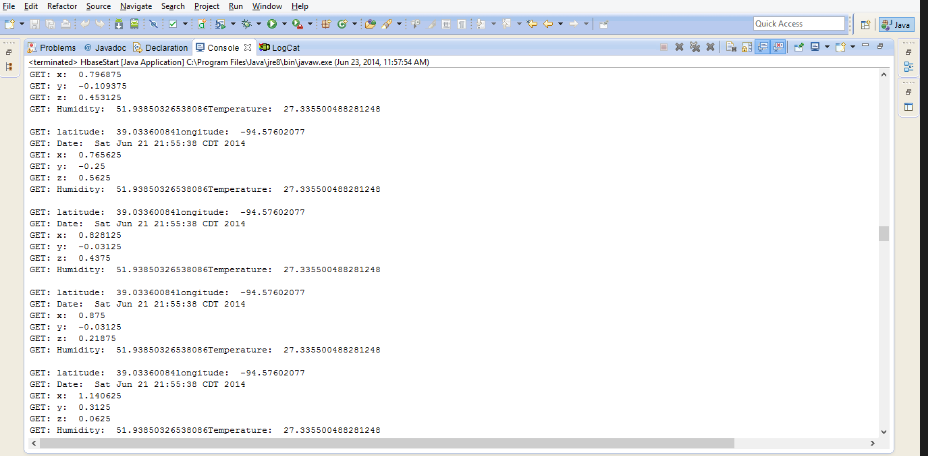 File Edit Refactor Source Navigate Search Project Run Window Help
Quick Access Java
Problems @ Javadoc Declaration Console LogCat
<terminated> HbaseStart [Java Application] C:\Program Files\Java\jre8\bin\javaw.exe (Jun 23, 2014, 11:57:54 AM)
GET: x:  0.796875
GET: y:  -0.109375
GET: z:  0.453125
GET: Humidity:  51.93850326538086Temperature:  27.335500488281248
GET: latitude:  39.03360084longitude:  -94.57602077
GET: Date:  Sat Jun 21 21:55:38 CDT 2014
GET: x:  0.765625
GET: y:  -0.25
GET: z:  0.5625
GET: Humidity:  51.93850326538086Temperature:  27.335500488281248
GET: latitude:  39.03360084longitude:  -94.57602077
GET: Date:  Sat Jun 21 21:55:38 CDT 2014
GET: x:  0.828125
GET: y:  -0.03125
GET: z:  0.4375
GET: Humidity:  51.93850326538086Temperature:  27.335500488281248
GET: latitude:  39.03360084longitude:  -94.57602077
GET: Date:  Sat Jun 21 21:55:38 CDT 2014
GET: x:  0.875
GET: y:  -0.03125
GET: z:  0.21875
GET: Humidity:  51.93850326538086Temperature:  27.335500488281248
GET: latitude:  39.03360084longitude:  -94.57602077
GET: Date:  Sat Jun 21 21:55:38 CDT 2014
GET: x:  1.140625
GET: y:  0.3125
GET: z:  0.0625
GET: Humidity:  51.93850326538086Temperature:  27.335500488281248